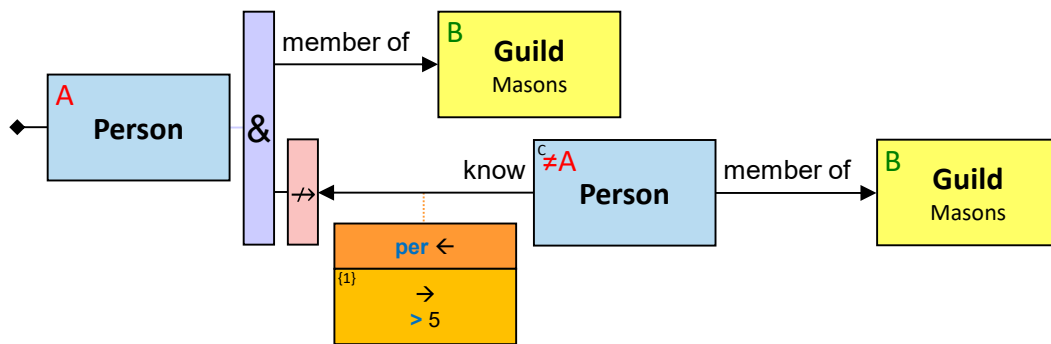 A
Person
&
member of
B
Guild
Masons
↛
know
C
≠A
Person
member of
B
Guild
Masons
per ←
{1}
→
> 5